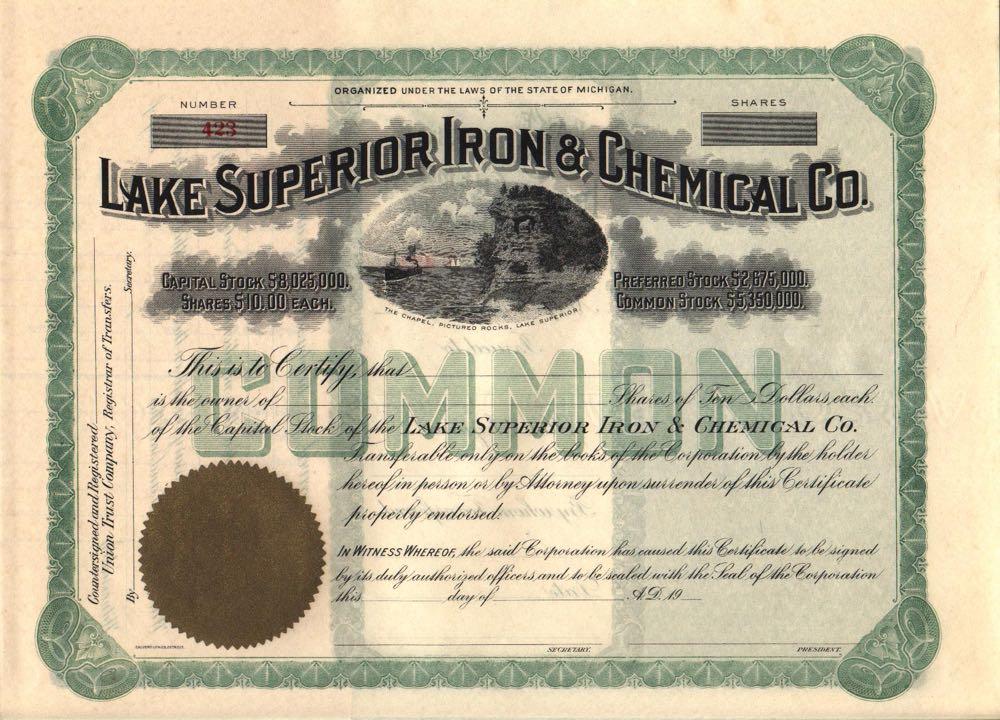 ORGANIZED UNDER THE LAWS OF THE STATE OF MICHIGAN.
NUMBER
423
SHARES
LAKE SUPERIOR IRON & CHEMICAL CO.
CAPITAL STOCK $8,025,000.
SHARES $10.00 EACH.
PREFERRED STOCK $2,675,000.
COMMON STOCK $5,350,000.
THE CHAPEL, PICTURED ROCKS, LAKE SUPERIOR
COMMON
This is to Certify, that
is the owner of Shares of Ten Dollars, each
of the Capital Stock of the LAKE SUPERIOR IRON & CHEMICAL CO.
Transferable only on the books of the Corporation by the holder
hereof in person or by Attorney upon surrender of this Certificate
properly endorsed.
IN WITNESS WHEREOF, the said Corporation has caused this Certificate to be signed
by its duly authorized officers and to be sealed with the Seal of the Corporation
this day of A.D. 19
SECRETARY.
PRESIDENT.
Countersigned and Registered
Union Trust Company, Registrar of Transfers.
By Secretary.